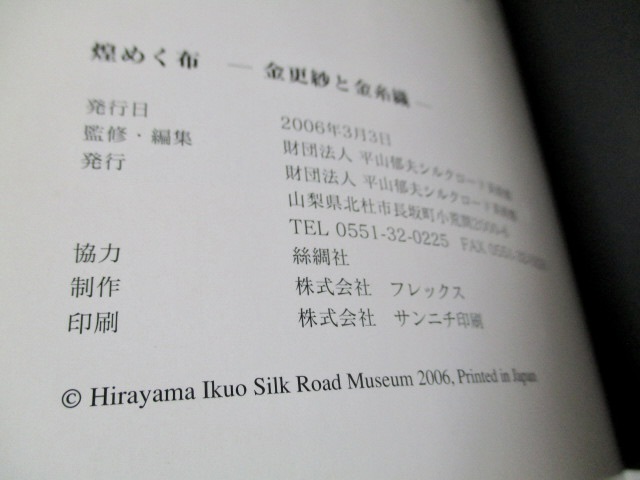 煌めく布 ― 金更紗と金糸織 ―
発行日 2006年3月3日
監修・編集 財団法人 平山郁夫シルクロード美術館
発行 財団法人 平山郁夫シルクロード美術館
山梨県北杜市長坂町小荒間2000-6
TEL 0551-32-0225 FAX
協力 絲綢社
制作 株式会社 フレックス
印刷 株式会社 サンニチ印刷
© Hirayama Ikuo Silk Road Museum 2006, Printed in Japan